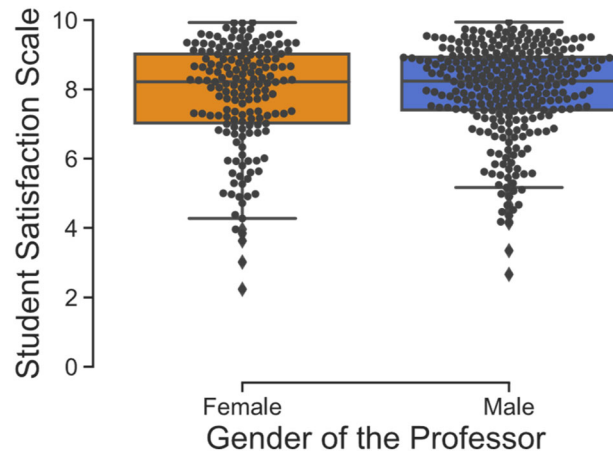 Student Satisfaction Scale
10
8
6
4
2
0
Female Male
Gender of the Professor